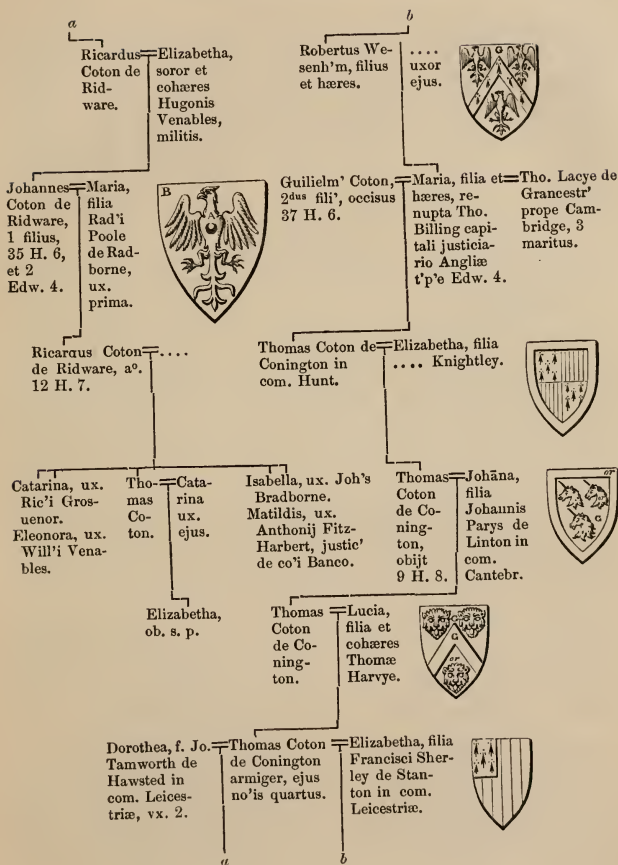 a
Ricardus
Coton de
Rid-
ware.
Elizabetha,
soror et
cohæres
Hugonis
Venables,
militis.
b
Robertus We-
senh'm, filius
et hæres.
....
uxor
ejus.
G
Johannes
Coton de
Ridware,
1 filius,
35 H. 6,
et 2
Edw. 4.
Maria,
filia
Rad'i
Poole
de Rad-
borne,
ux.
prima.
B
A
Guilielm' Coton,
2dus fili', occisus
37 H. 6.
Maria, filia et
hæres, re-
nupta Tho.
Billing capi-
tali justicia-
rio Angliæ
t'p'e Edw. 4.
Tho. Lacye de
Grancestr'
prope Cam-
bridge, 3
maritus.
Ricardus Coton
de Ridware, ao.
12 H. 7.
....
Thomas Coton de
Conington in
com. Hunt.
Elizabetha, filia
.... Knightley.
Catarina, ux.
Ric'i Gros-
uenor.
Eleonora, ux.
Will'i Vena-
bles.
Tho-
mas
Co-
ton.
Cata-
rina
ux.
ejus.
Isabella, ux. Joh's
Bradborne.
Matildis, ux.
Anthonij Fitz-
Harbert, justic'
de co'i Banco.
Thomas
Coton
de Co-
ning-
ton,
obijt
9 H. 8.
Johāna,
filia
Johannis
Parys de
Linton in
com.
Cantebr.
or
G
Elizabetha,
ob. s. p.
Thomas
Coton
de Co-
ning-
ton.
Lucia,
filia et
cohæres
Thomæ
Harvye.
G
G
or
Dorothea, f. Jo.
Tamworth de
Hawsted in
com. Leices-
triæ, vx. 2.
Thomas Coton
de Conington
armiger, ejus
no'is quartus.
Elizabetha, filia
Francisci Sher-
ley de Stan-
ton in com.
Leicestriæ.
a
b